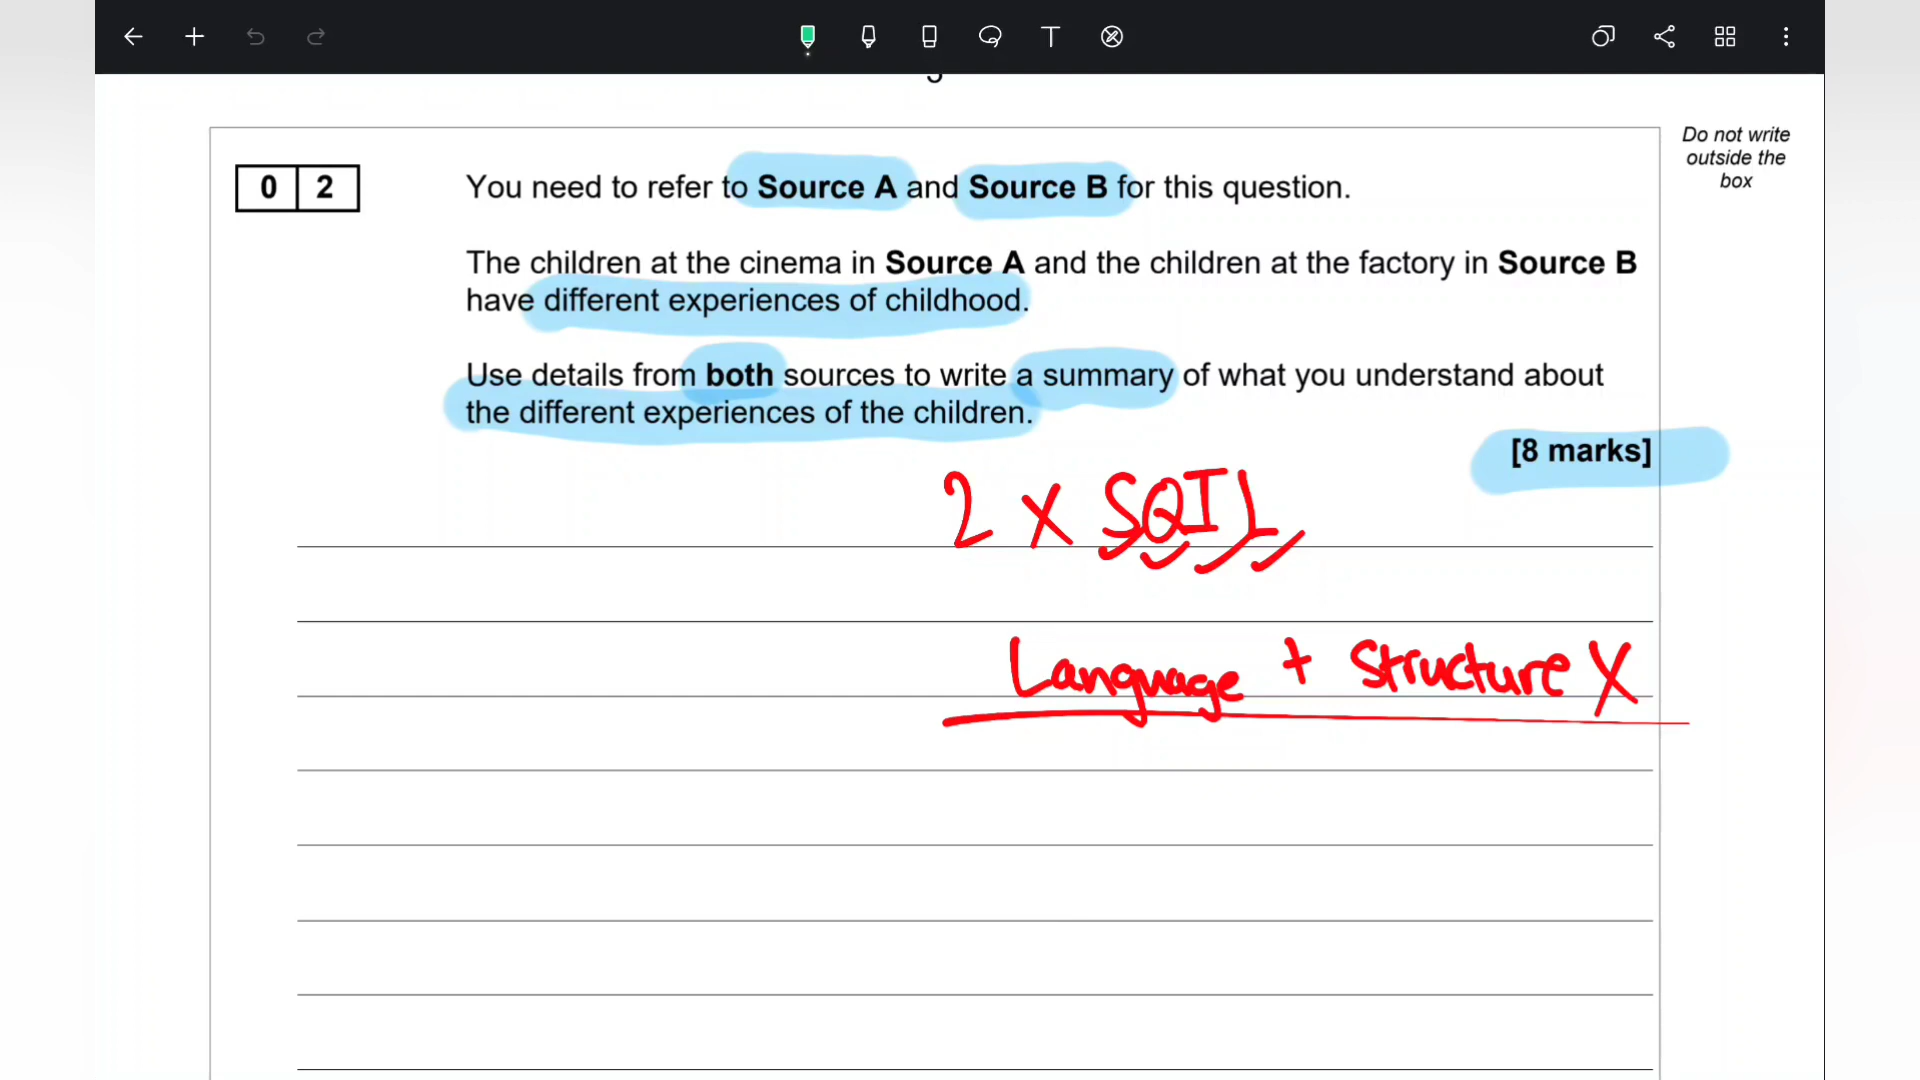 Do not write
outside the
box
0 2
You need to refer to Source A and Source B for this question.
The children at the cinema in Source A and the children at the factory in Source B
have different experiences of childhood.
Use details from both sources to write a summary of what you understand about
the different experiences of the children.
[8 marks]
2 X SQIL
Language + Structure X